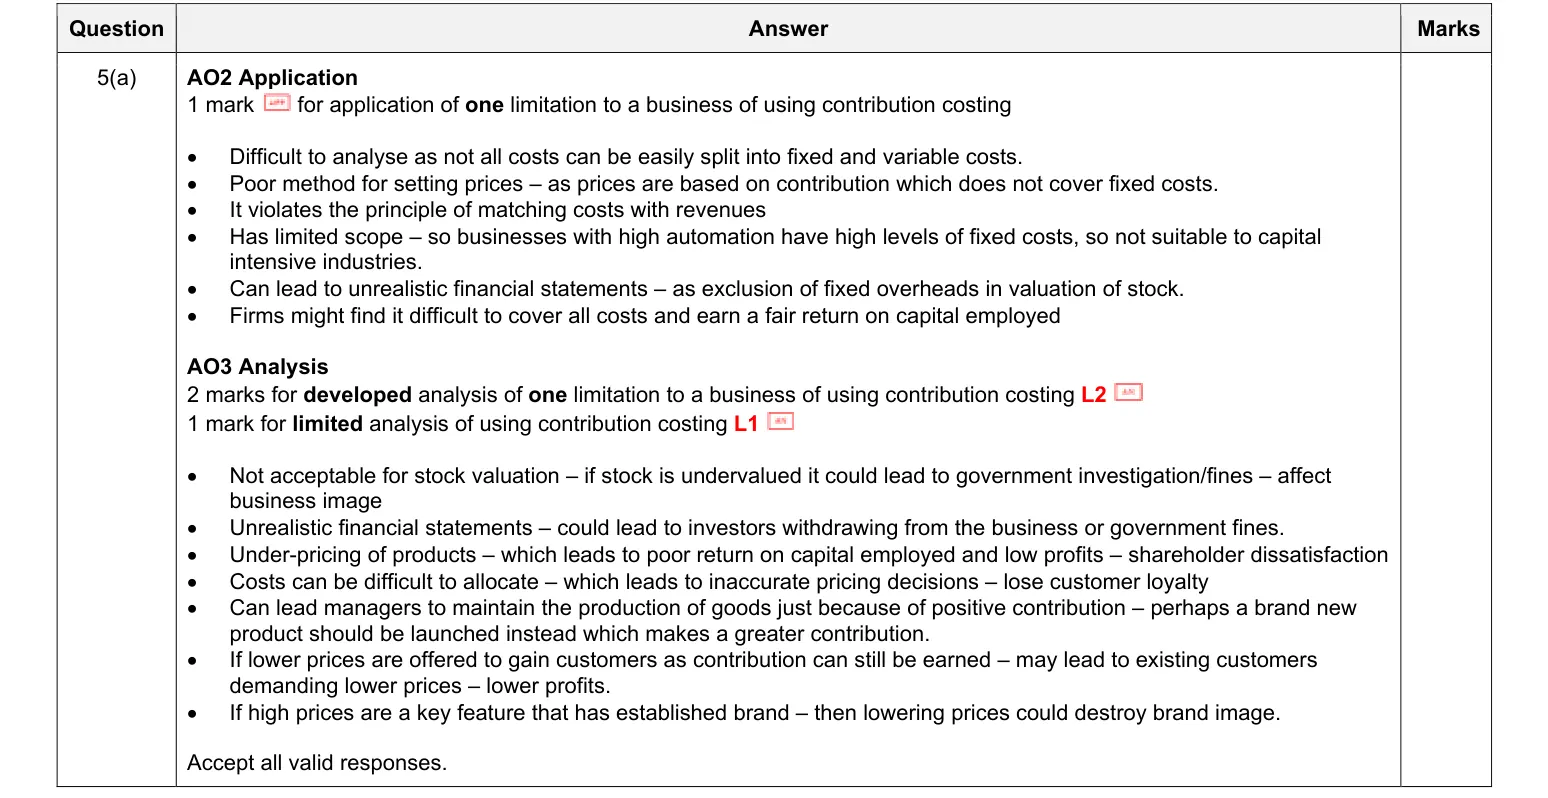 Question Answer Marks
5(a)
AO2 Application
1 mark for application of one limitation to a business of using contribution costing
• Difficult to analyse as not all costs can be easily split into fixed and variable costs.
• Poor method for setting prices – as prices are based on contribution which does not cover fixed costs.
• It violates the principle of matching costs with revenues
• Has limited scope – so businesses with high automation have high levels of fixed costs, so not suitable to capital
intensive industries.
• Can lead to unrealistic financial statements – as exclusion of fixed overheads in valuation of stock.
• Firms might find it difficult to cover all costs and earn a fair return on capital employed
AO3 Analysis
2 marks for developed analysis of one limitation to a business of using contribution costing L2
1 mark for limited analysis of using contribution costing L1
• Not acceptable for stock valuation – if stock is undervalued it could lead to government investigation/fines – affect
business image
• Unrealistic financial statements – could lead to investors withdrawing from the business or government fines.
• Under-pricing of products – which leads to poor return on capital employed and low profits – shareholder dissatisfaction
• Costs can be difficult to allocate – which leads to inaccurate pricing decisions – lose customer loyalty
• Can lead managers to maintain the production of goods just because of positive contribution – perhaps a brand new
product should be launched instead which makes a greater contribution.
• If lower prices are offered to gain customers as contribution can still be earned – may lead to existing customers
demanding lower prices – lower profits.
• If high prices are a key feature that has established brand – then lowering prices could destroy brand image.
Accept all valid responses.